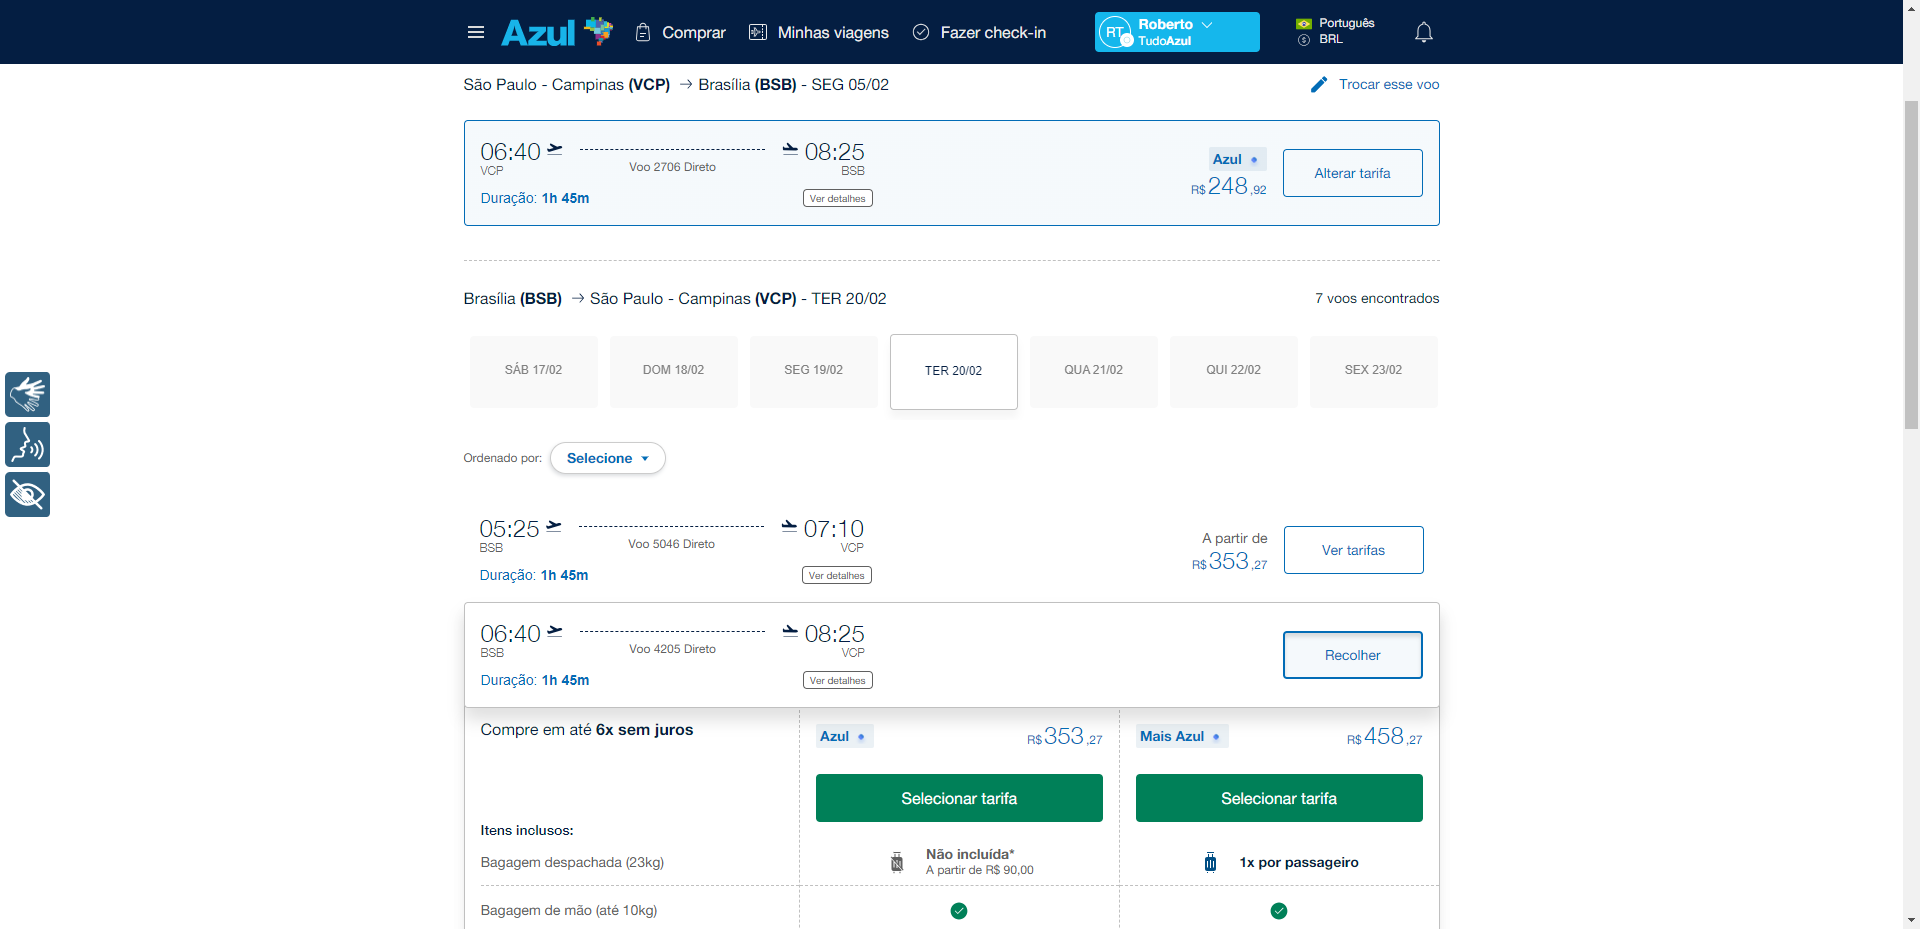 Azul
Comprar
Minhas viagens
Fazer check-in
RT
Roberto
TudoAzul
Português
BRL
São Paulo - Campinas (VCP) → Brasília (BSB) - SEG 05/02
Trocar esse voo
06:40
08:25
VCP
Voo 2706 Direto
BSB
Duração: 1h 45m
Ver detalhes
Azul
R$248,92
Alterar tarifa
Brasília (BSB) → São Paulo - Campinas (VCP) - TER 20/02
7 voos encontrados
SÁB 17/02
DOM 18/02
SEG 19/02
TER 20/02
QUA 21/02
QUI 22/02
SEX 23/02
Ordenado por: Selecione
05:25
07:10
BSB
Voo 5046 Direto
VCP
Duração: 1h 45m
Ver detalhes
A partir de
R$353,27
Ver tarifas
06:40
08:25
BSB
Voo 4205 Direto
VCP
Duração: 1h 45m
Ver detalhes
Recolher
Compre em até 6x sem juros
Azul
R$353,27
Mais Azul
R$458,27
Selecionar tarifa
Selecionar tarifa
Itens inclusos:
Bagagem despachada (23kg)
Não incluída*
A partir de R$ 90,00
1x por passageiro
Bagagem de mão (até 10kg)